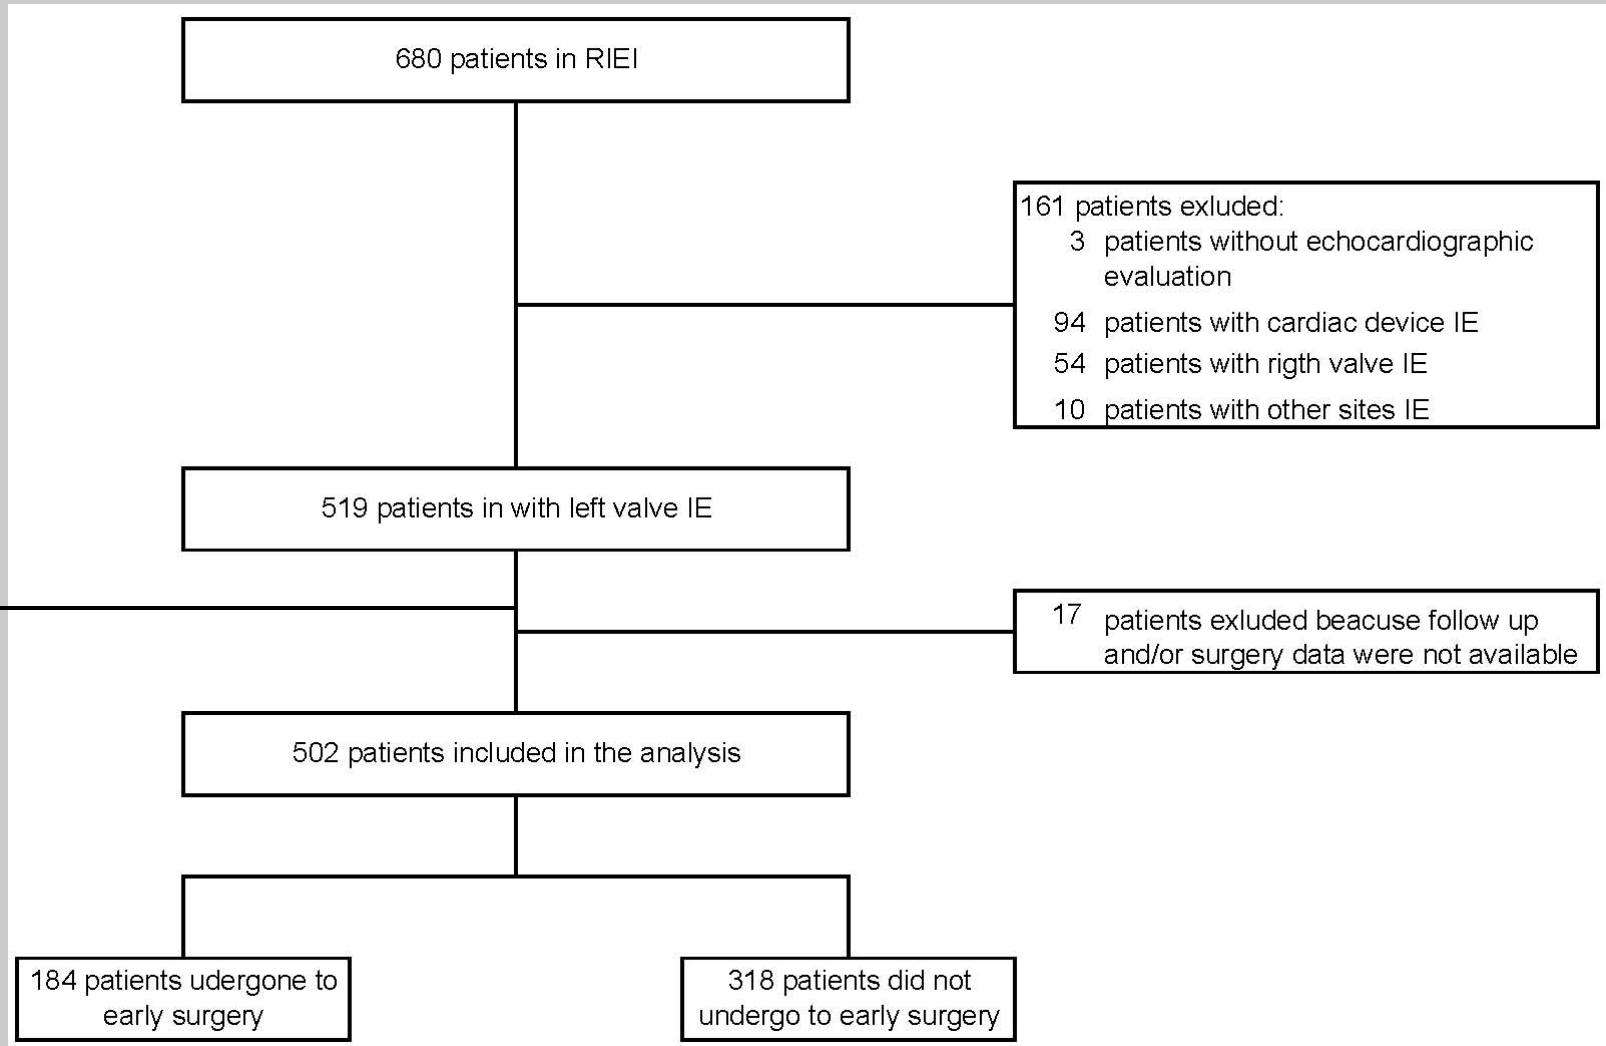 680 patients in RIEI
161 patients exluded:
3 patients without echocardiographic
evaluation
94 patients with cardiac device IE
54 patients with rigth valve IE
10 patients with other sites IE
519 patients in with left valve IE
17 patients exluded beacuse follow up
and/or surgery data were not available
502 patients included in the analysis
184 patients udergone to
early surgery
318 patients did not
undergo to early surgery